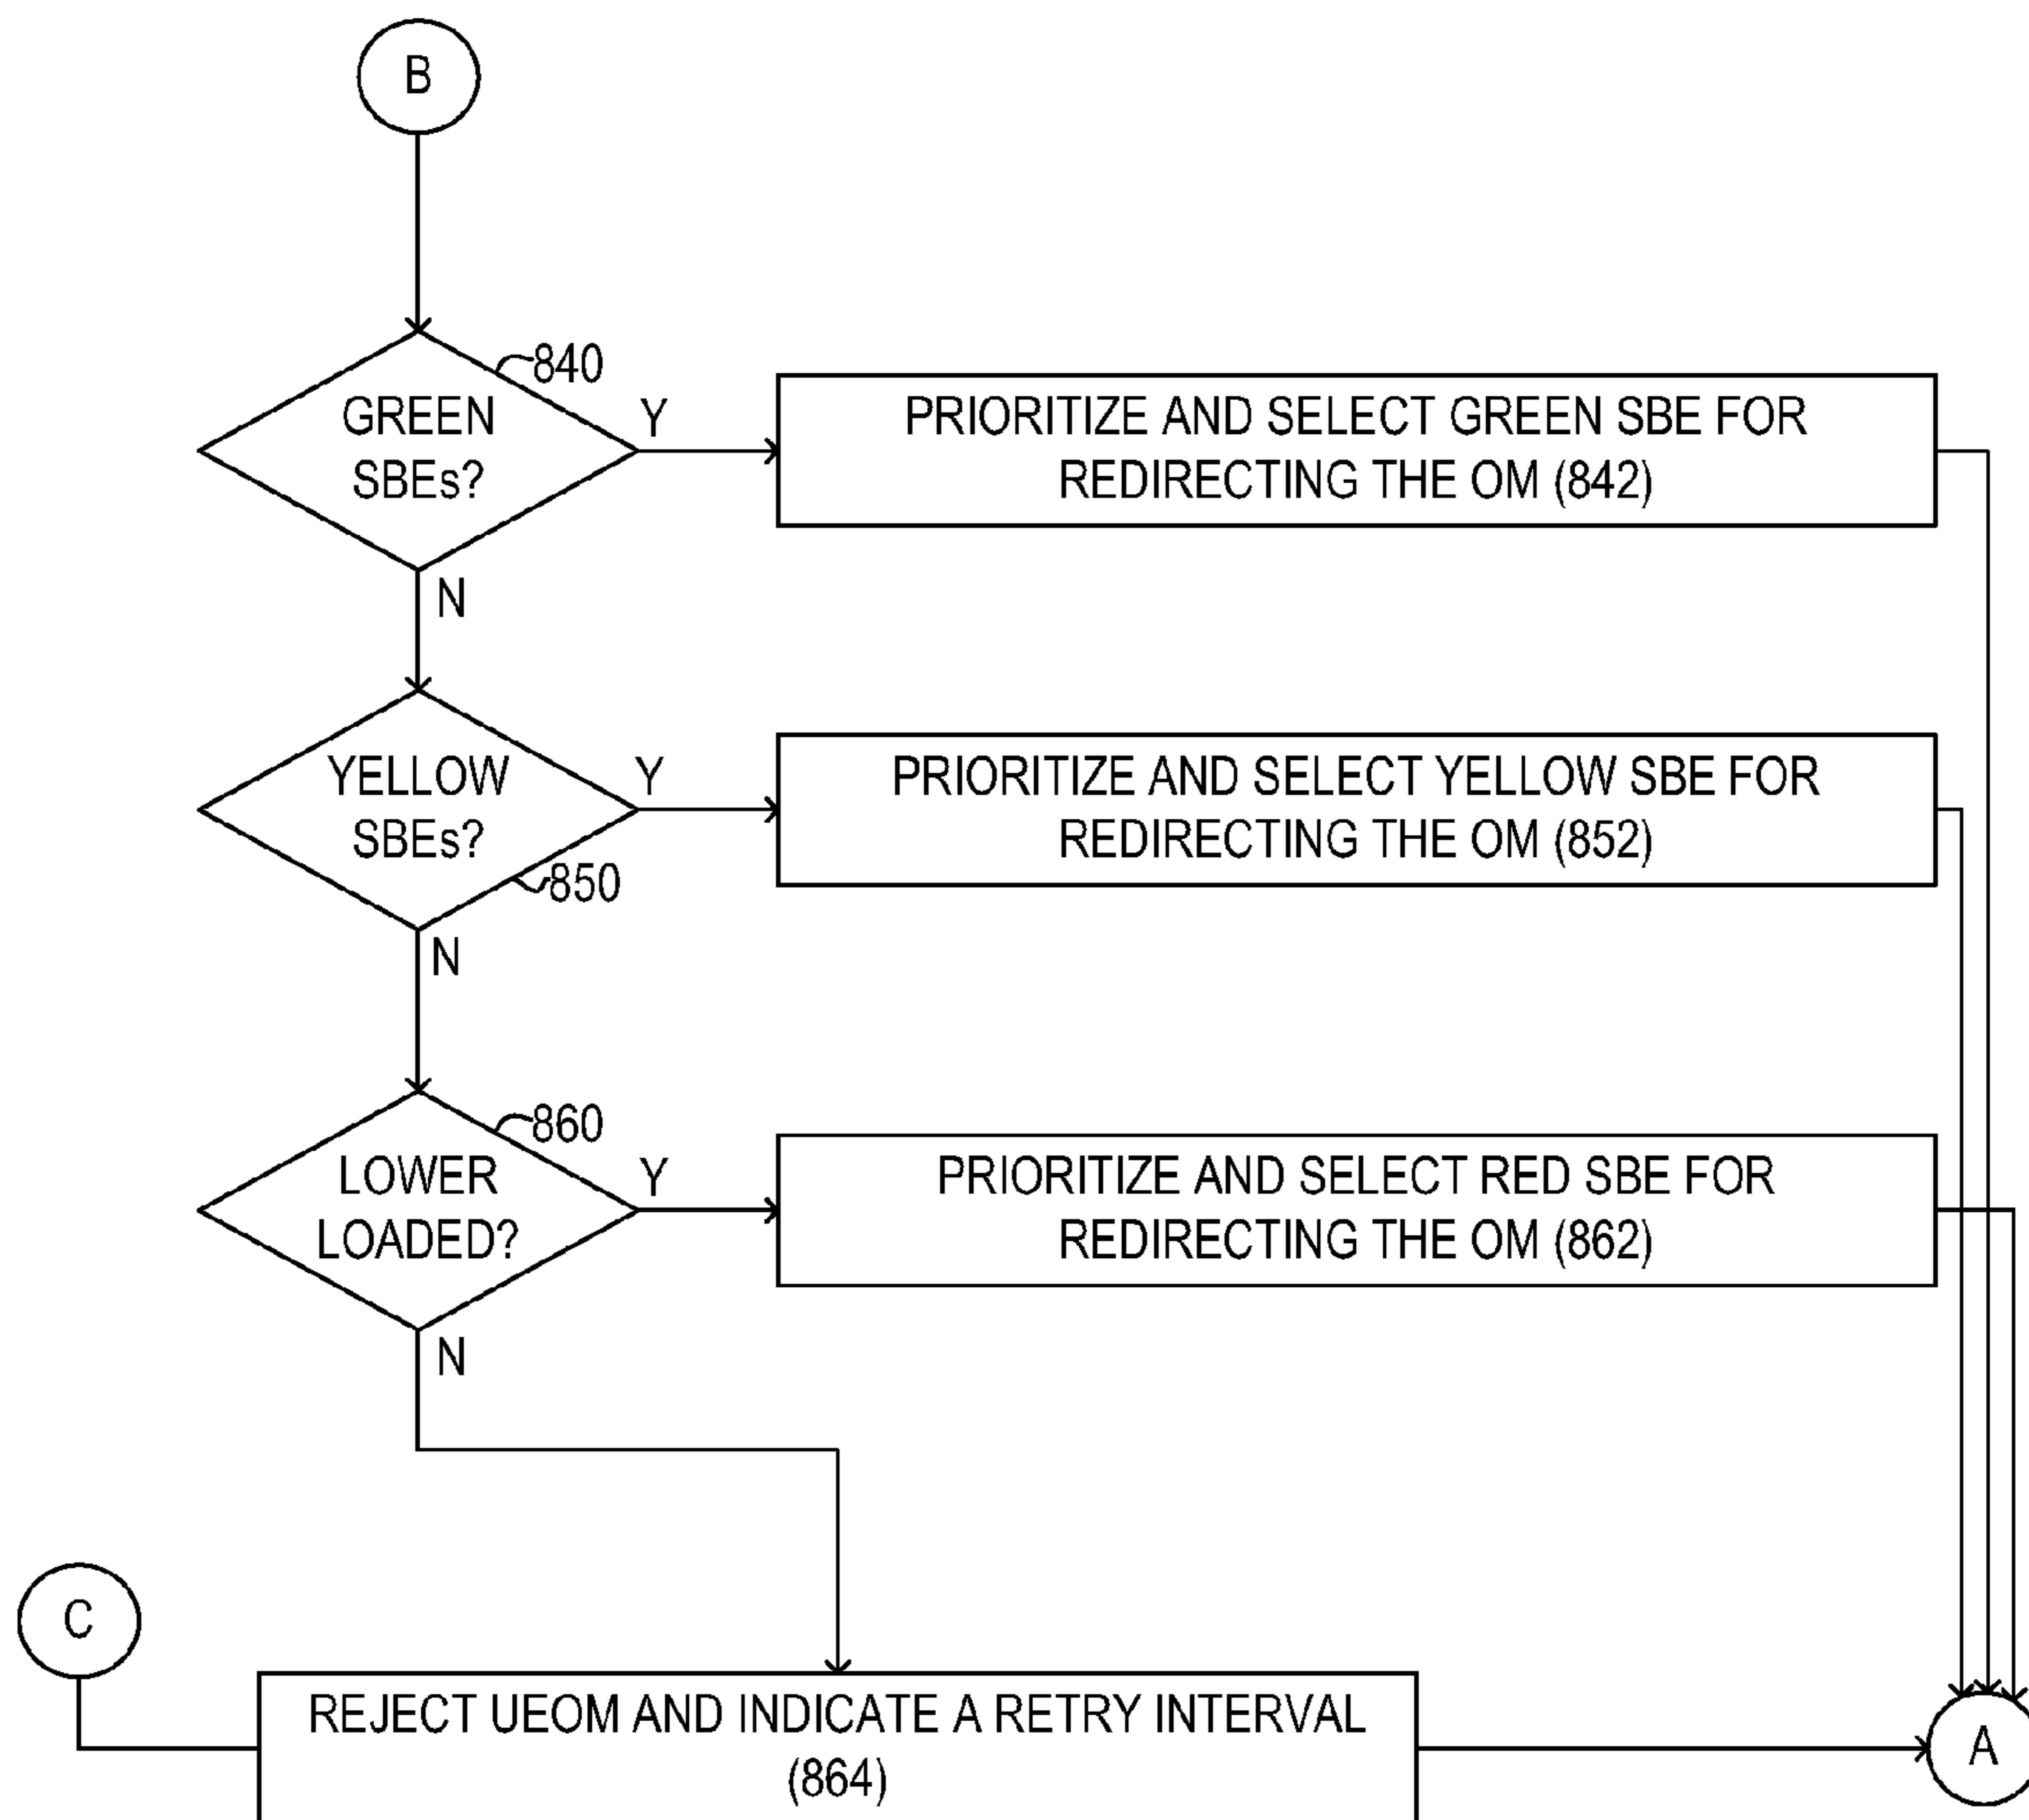 B
840
GREEN
SBEs?
Y
PRIORITIZE AND SELECT GREEN SBE FOR
REDIRECTING THE OM (842)
N
YELLOW
SBEs?
Y
850
PRIORITIZE AND SELECT YELLOW SBE FOR
REDIRECTING THE OM (852)
N
860
LOWER
LOADED?
Y
PRIORITIZE AND SELECT RED SBE FOR
REDIRECTING THE OM (862)
N
C
REJECT UEOM AND INDICATE A RETRY INTERVAL
(864)
A